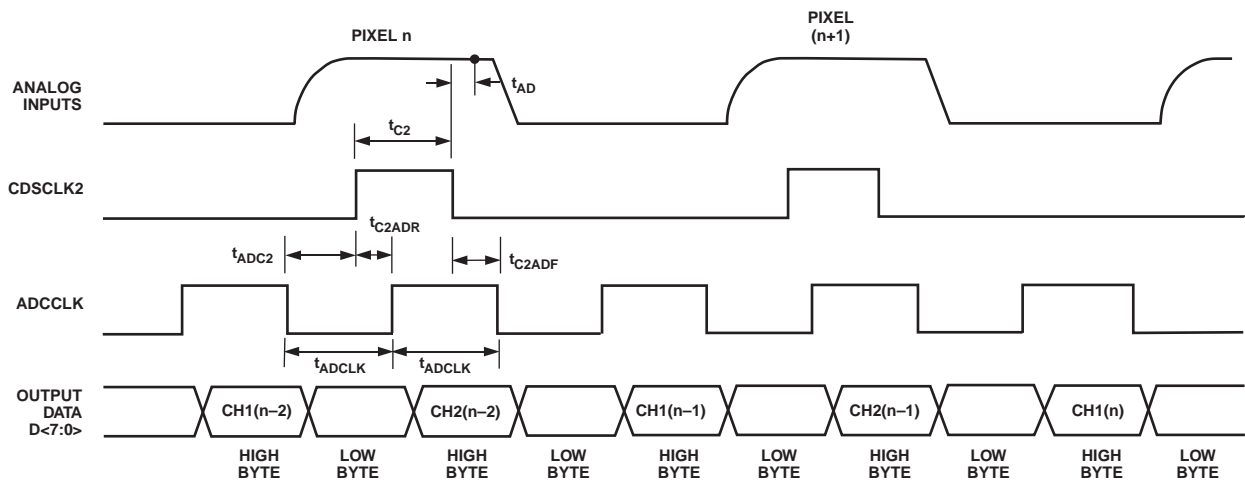 PIXEL n
PIXEL
(n+1)
ANALOG
INPUTS
tAD
tC2
CDSCLK2
tC2ADR
tADC2
tC2ADF
ADCCLK
tADCLK
tADCLK
OUTPUT
DATA
D<7:0>
CH1(n–2)
CH2(n–2)
CH1(n–1)
CH2(n–1)
CH1(n)
HIGH
BYTE
LOW
BYTE
HIGH
BYTE
LOW
BYTE
HIGH
BYTE
LOW
BYTE
HIGH
BYTE
LOW
BYTE
HIGH
BYTE
LOW
BYTE